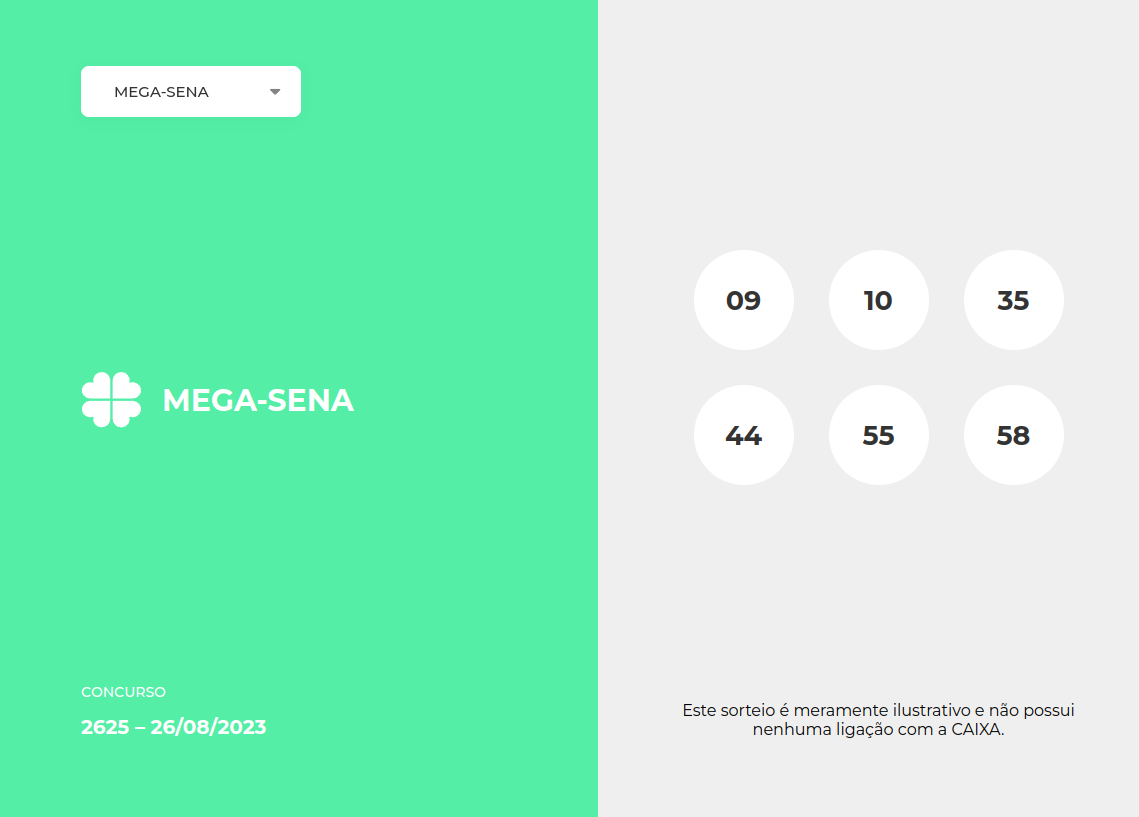 MEGA-SENA
MEGA-SENA
CONCURSO
2625 – 26/08/2023
09 10 35
44 55 58
Este sorteio é meramente ilustrativo e não possui
nenhuma ligação com a CAIXA.